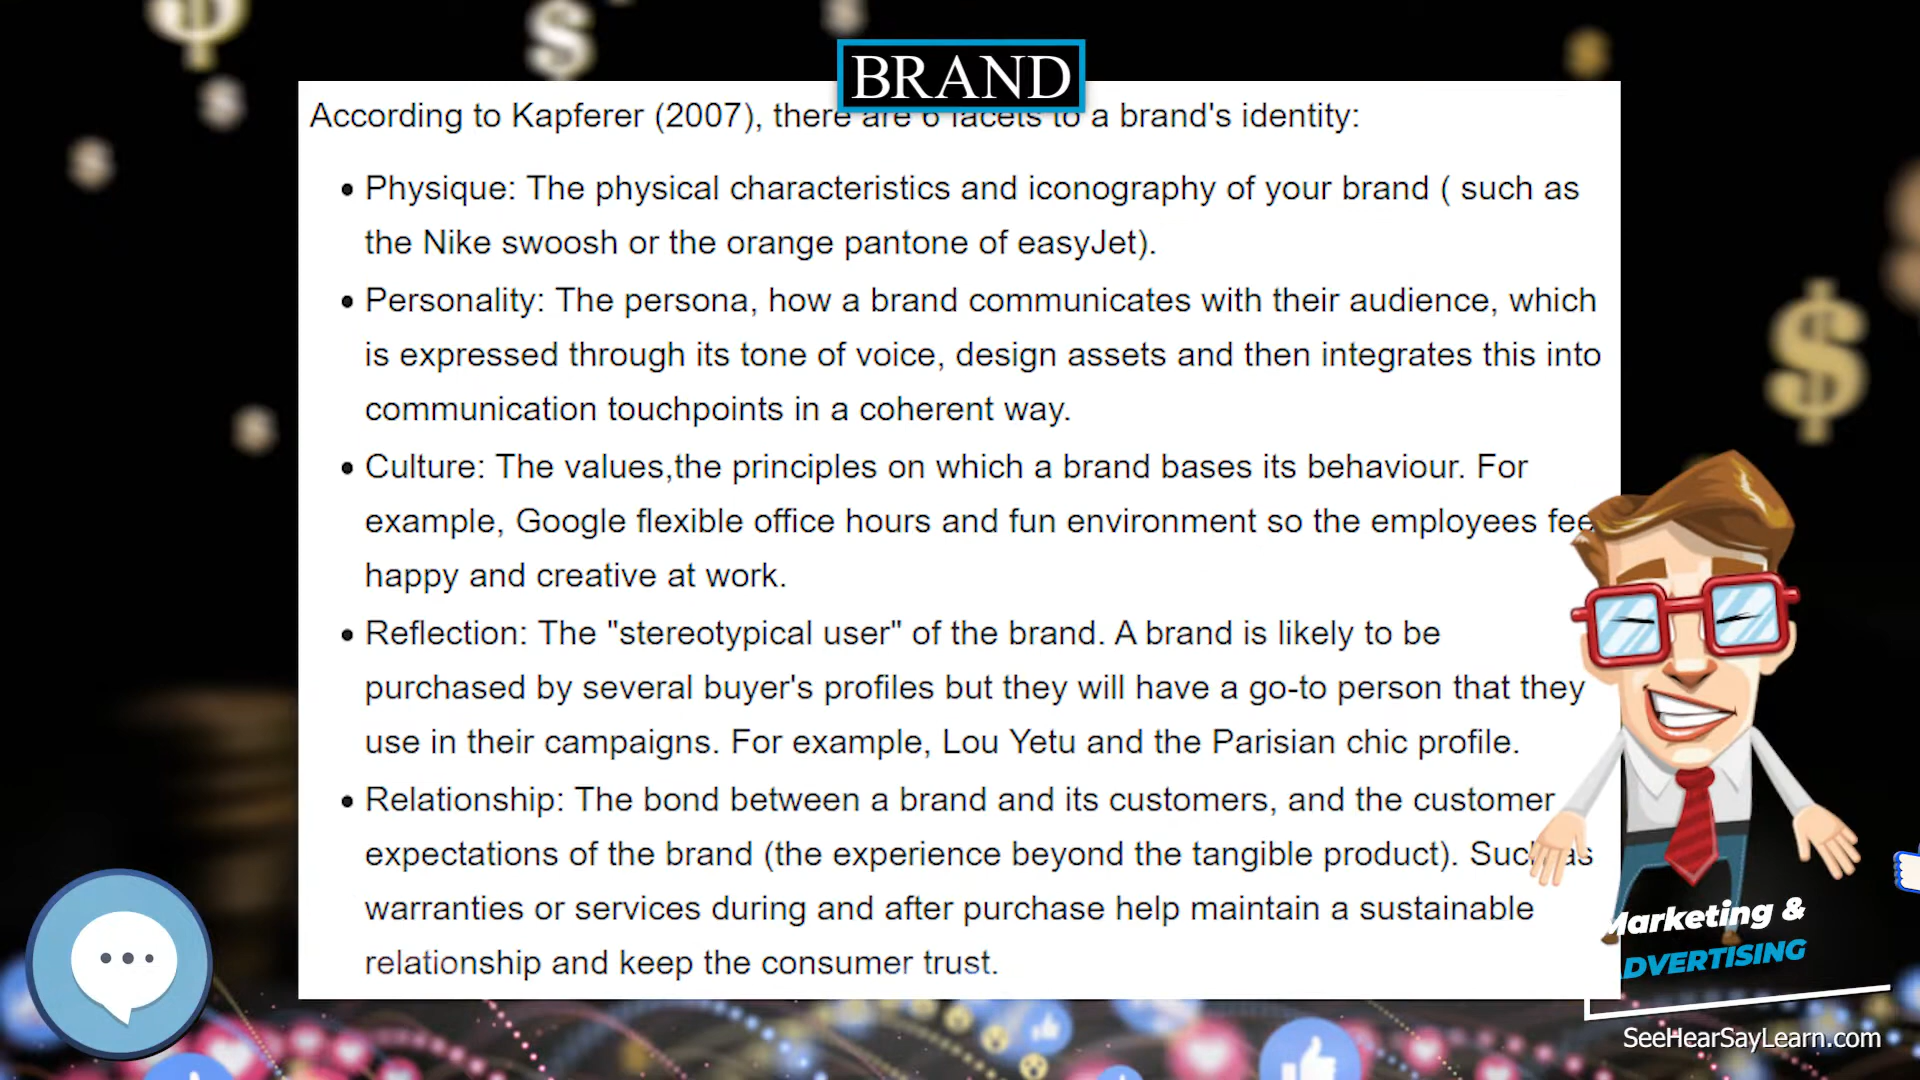 BRAND
According to Kapferer (2007), there are 6 facets to a brand's identity:
• Physique: The physical characteristics and iconography of your brand ( such as
the Nike swoosh or the orange pantone of easyJet).
• Personality: The persona, how a brand communicates with their audience, which
is expressed through its tone of voice, design assets and then integrates this into
communication touchpoints in a coherent way.
• Culture: The values,the principles on which a brand bases its behaviour. For
example, Google flexible office hours and fun environment so the employees fee
happy and creative at work.
• Reflection: The "stereotypical user" of the brand. A brand is likely to be
purchased by several buyer's profiles but they will have a go-to person that they
use in their campaigns. For example, Lou Yetu and the Parisian chic profile.
• Relationship: The bond between a brand and its customers, and the customer
expectations of the brand (the experience beyond the tangible product). Such as
warranties or services during and after purchase help maintain a sustainable
relationship and keep the consumer trust.
Marketing &
DVERTISING
SeeHearSayLearn.com